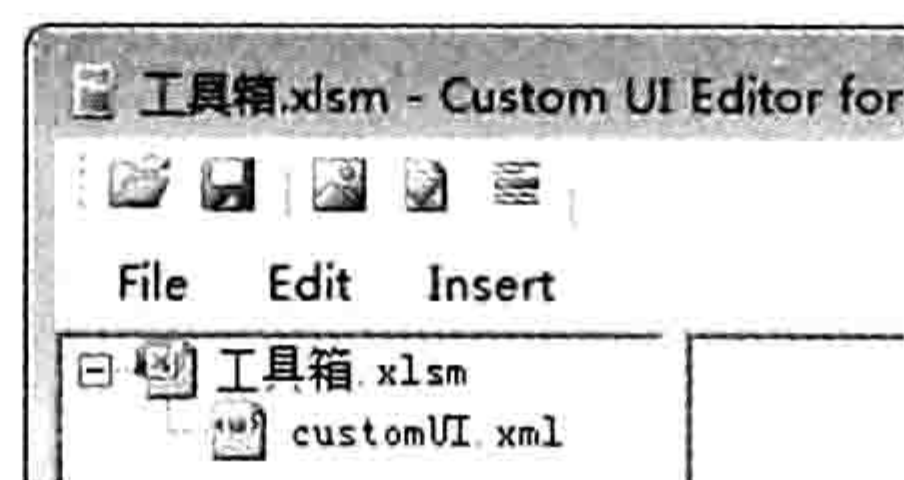 工具箱.xlsm - Custom UI Editor for
File Edit Insert
工具箱.xlsm
customUI.xml